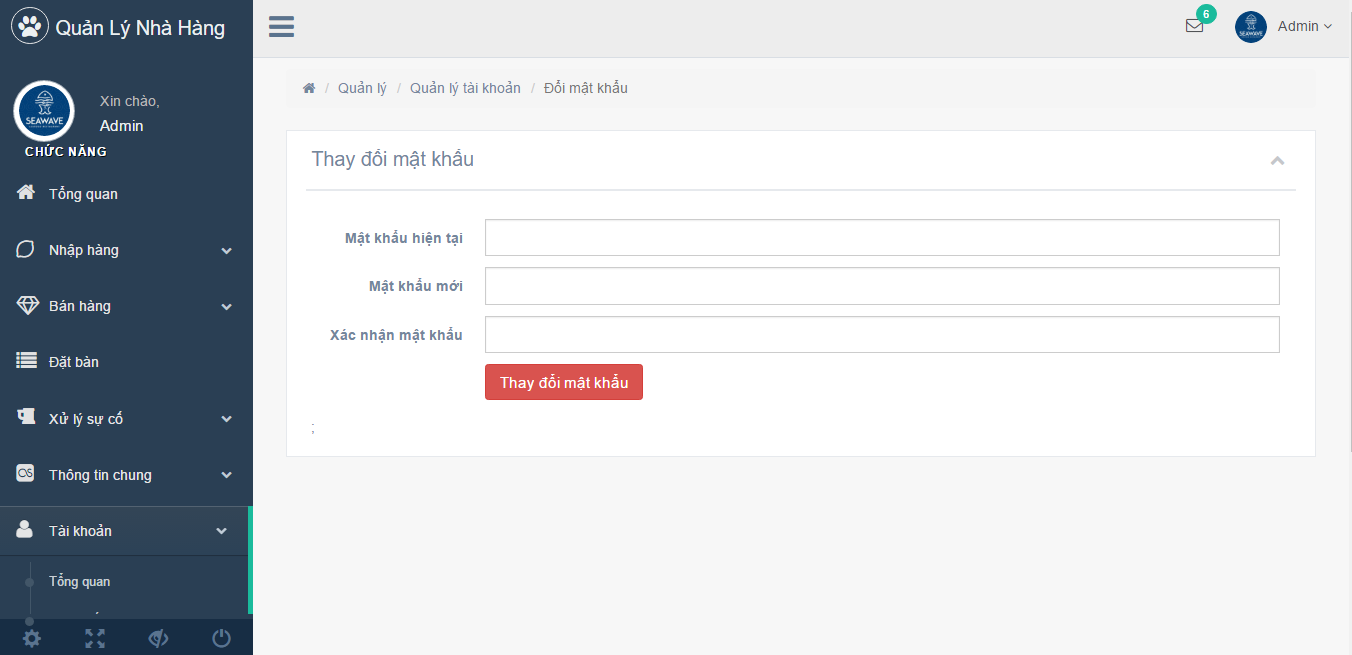 Quản Lý Nhà Hàng
6
Admin
SEAWAVE
Xin chào,
Admin
SEAWAVE
CHỨC NĂNG
Tổng quan
Nhập hàng
Bán hàng
Đặt bàn
Xử lý sự cố
Thông tin chung
Tài khoản
Tổng quan
Quản lý / Quản lý tài khoản / Đổi mật khẩu
Thay đổi mật khẩu
Mật khẩu hiện tại
Mật khẩu mới
Xác nhận mật khẩu
Thay đổi mật khẩu
;